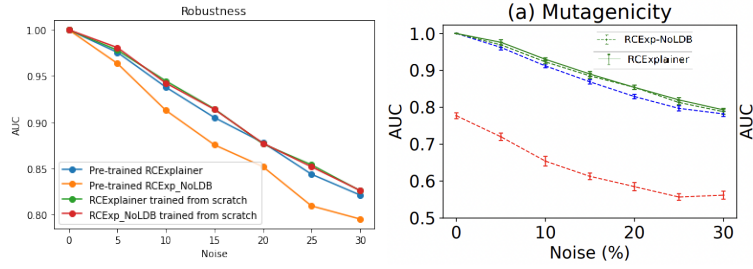 Robustness
1.00
0.95
0.90
0.85
0.80
AUC
Pre-trained RCExplainer
Pre-trained RCExp_NoLDB
RCExplainer trained from scratch
RCExp_NoLDB trained from scratch
0 5 10 15 20 25 30
Noise
(a) Mutagenicity
1.0
0.9
0.8
0.7
0.6
0.5
AUC
RCExp-NoLDB
RCExplainer
0 10 20 30
Noise (%)
AUC